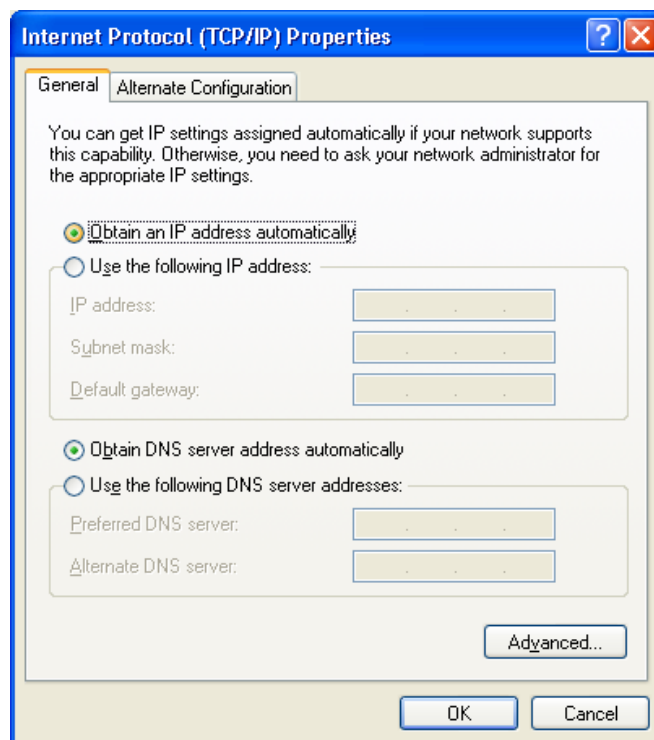 Internet Protocol (TCP/IP) Properties
General
Alternate Configuration
You can get IP settings assigned automatically if your network supports
this capability. Otherwise, you need to ask your network administrator for
the appropriate IP settings.
Obtain an IP address automatically
Use the following IP address:
IP address:
Subnet mask:
Default gateway:
Obtain DNS server address automatically
Use the following DNS server addresses:
Preferred DNS server:
Alternate DNS server:
Advanced...
OK
Cancel